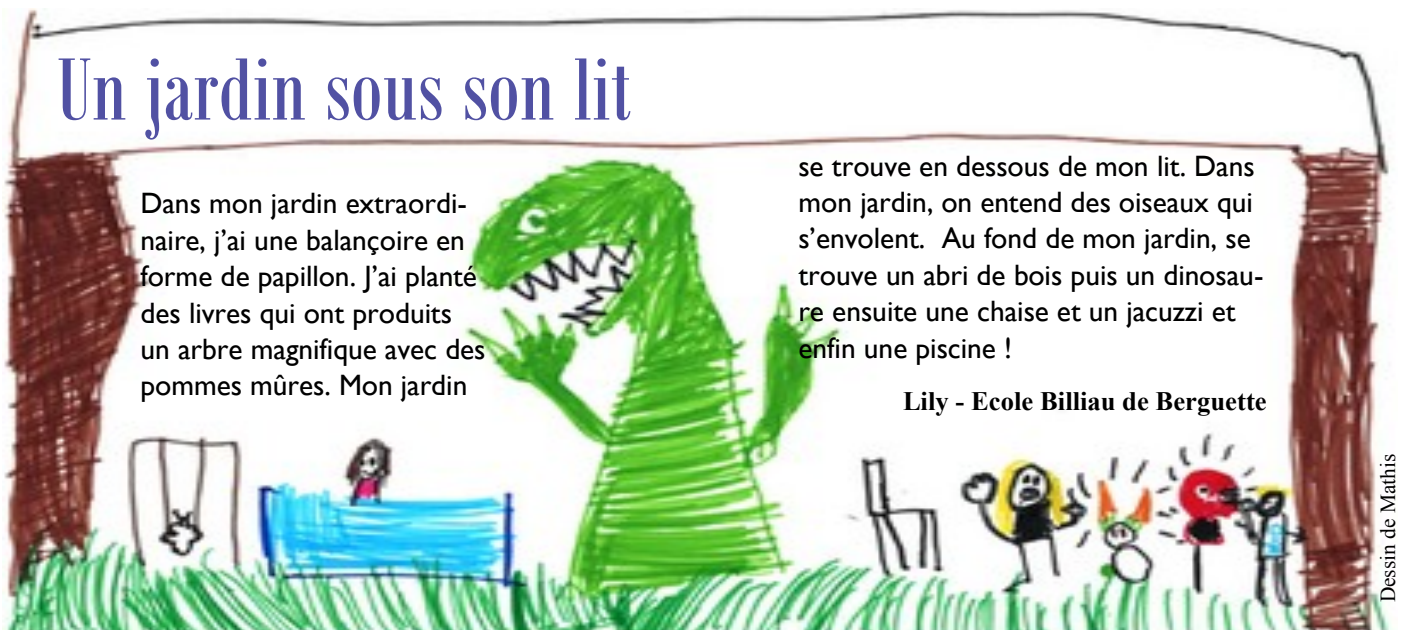 Un jardin sous son lit
Dans mon jardin extraordi-
naire, j'ai une balançoire en
forme de papillon. J'ai planté
des livres qui ont produits
un arbre magnifique avec des
pommes mûres. Mon jardin
se trouve en dessous de mon lit. Dans
mon jardin, on entend des oiseaux qui
s'envolent.  Au fond de mon jardin, se
trouve un abri de bois puis un dinosau-
re ensuite une chaise et un jacuzzi et
enfin une piscine !
Lily - Ecole Billiau de Berguette
Dessin de Mathis